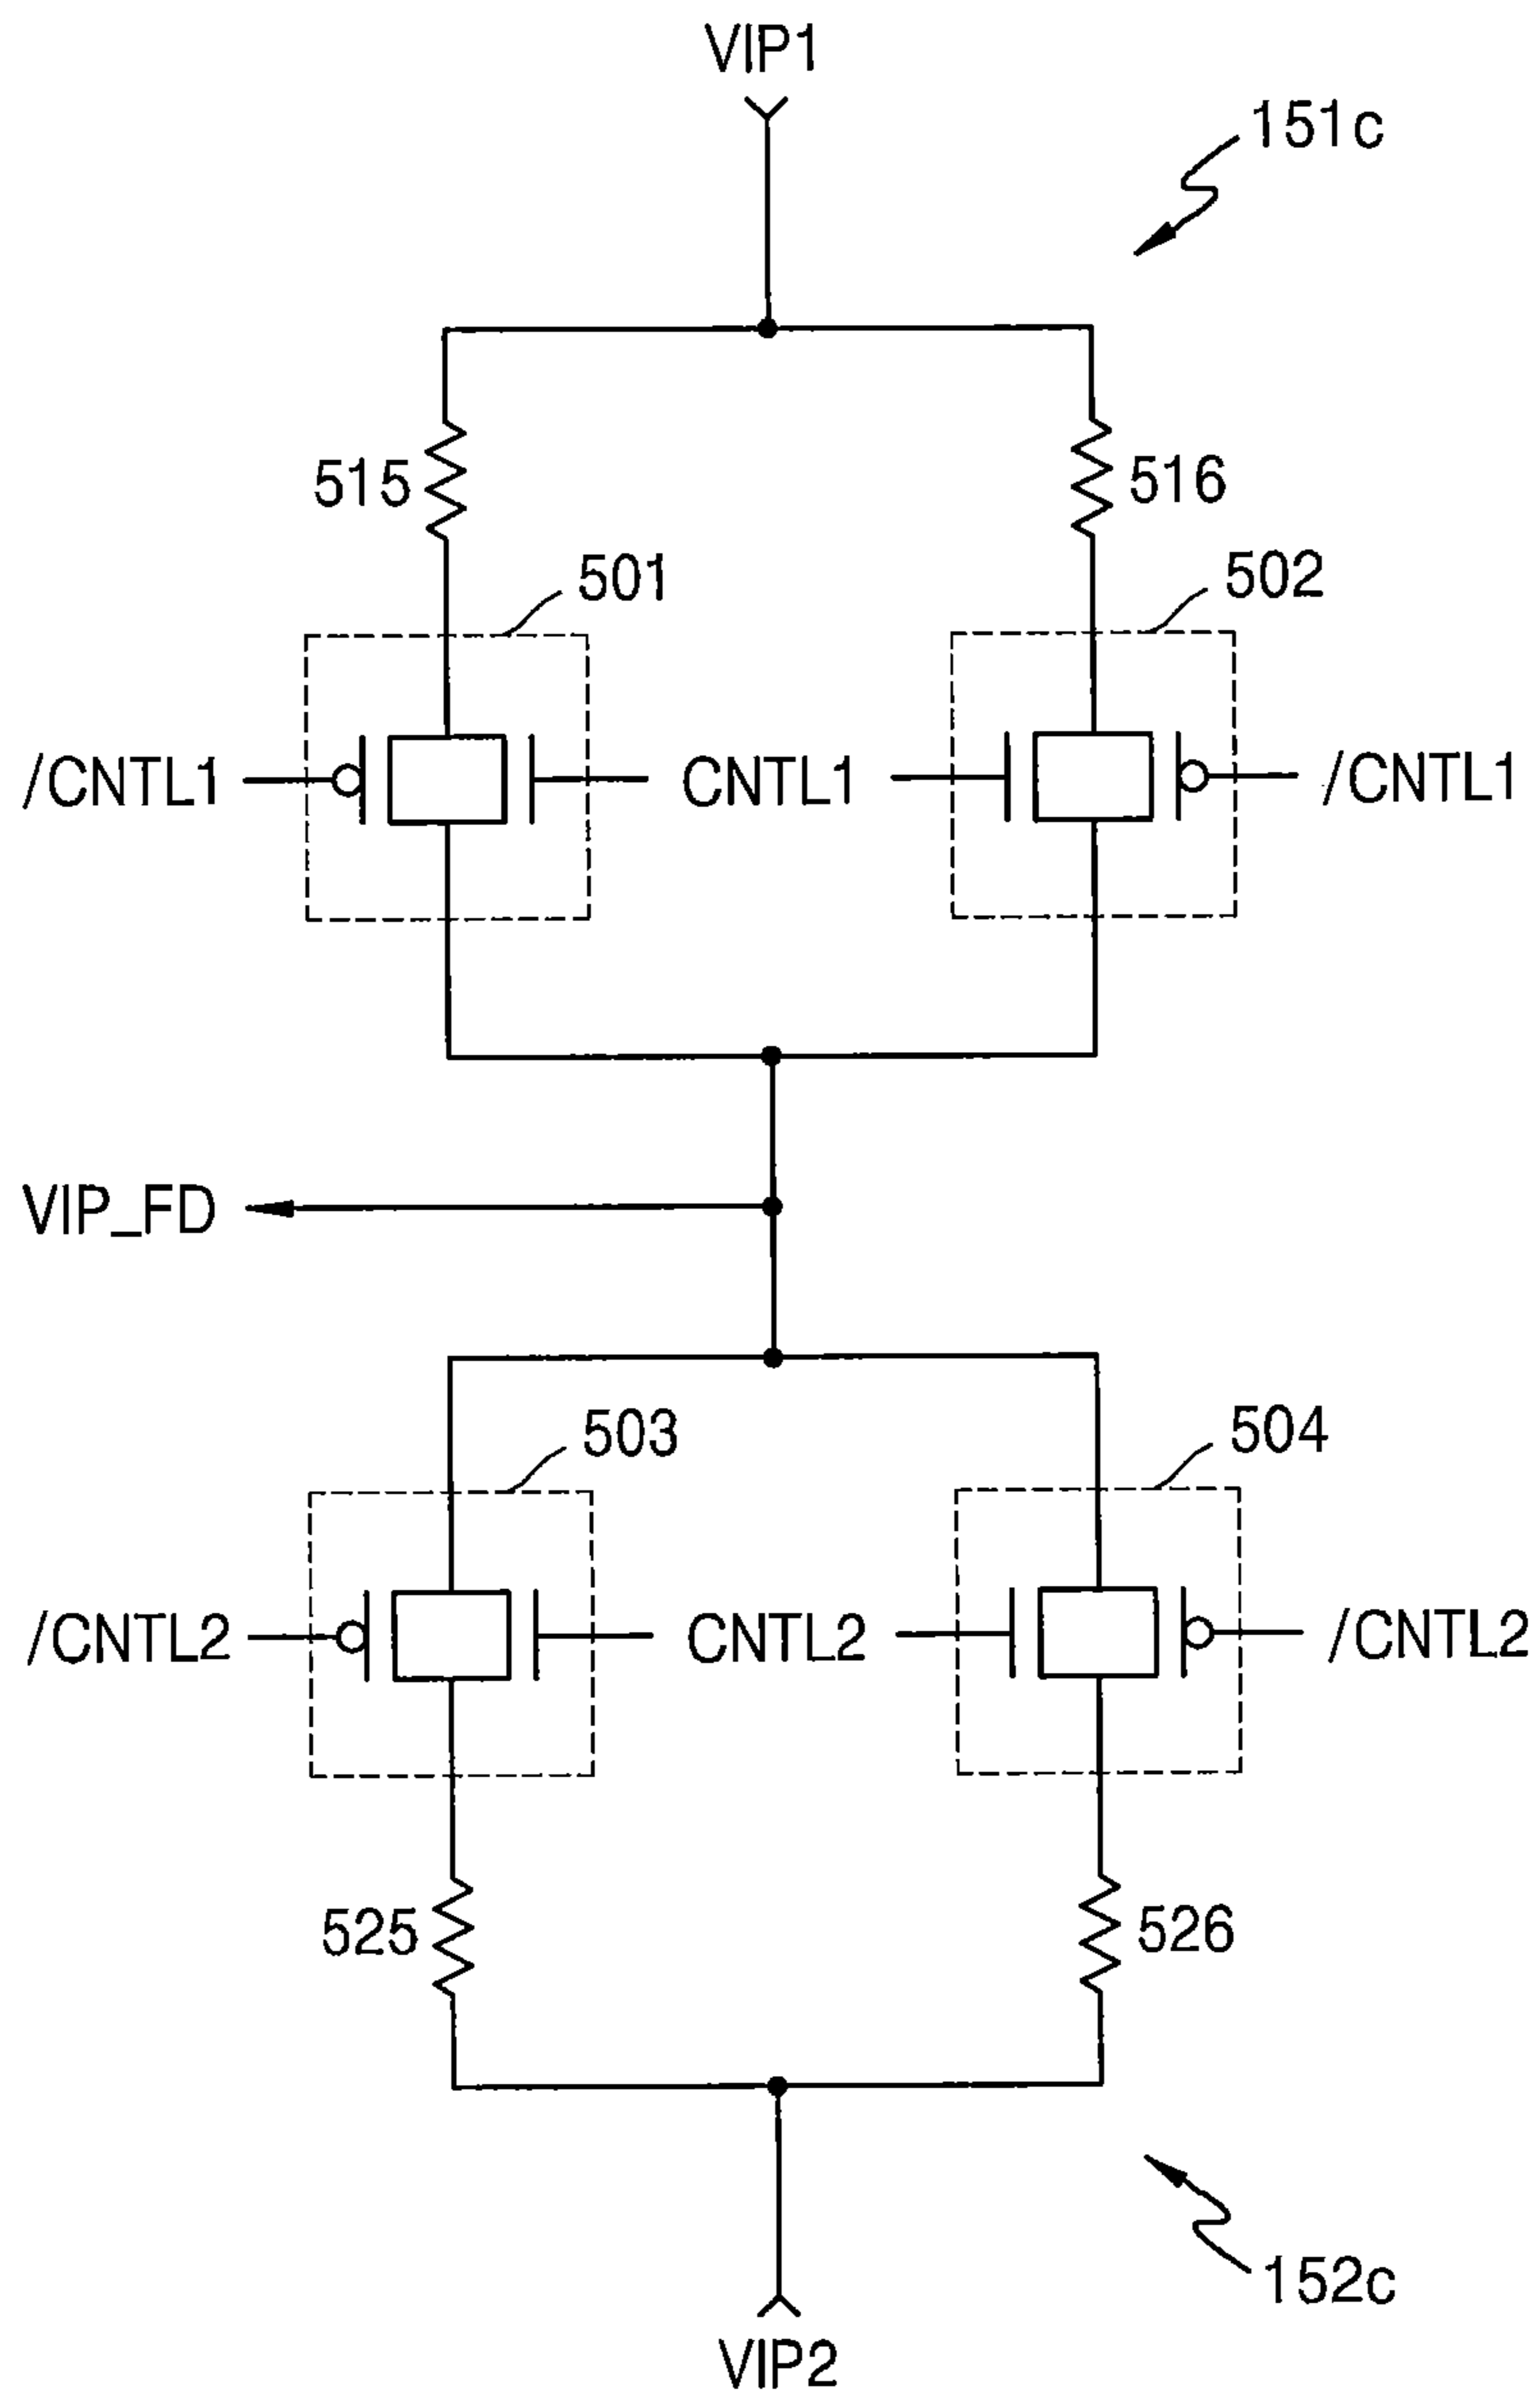 VIP1
151c
515
516
501
502
/CNTL1
CNTL1
/CNTL1
VIP_FD
503
504
/CNTL2
CNTL2
/CNTL2
525
526
152c
VIP2